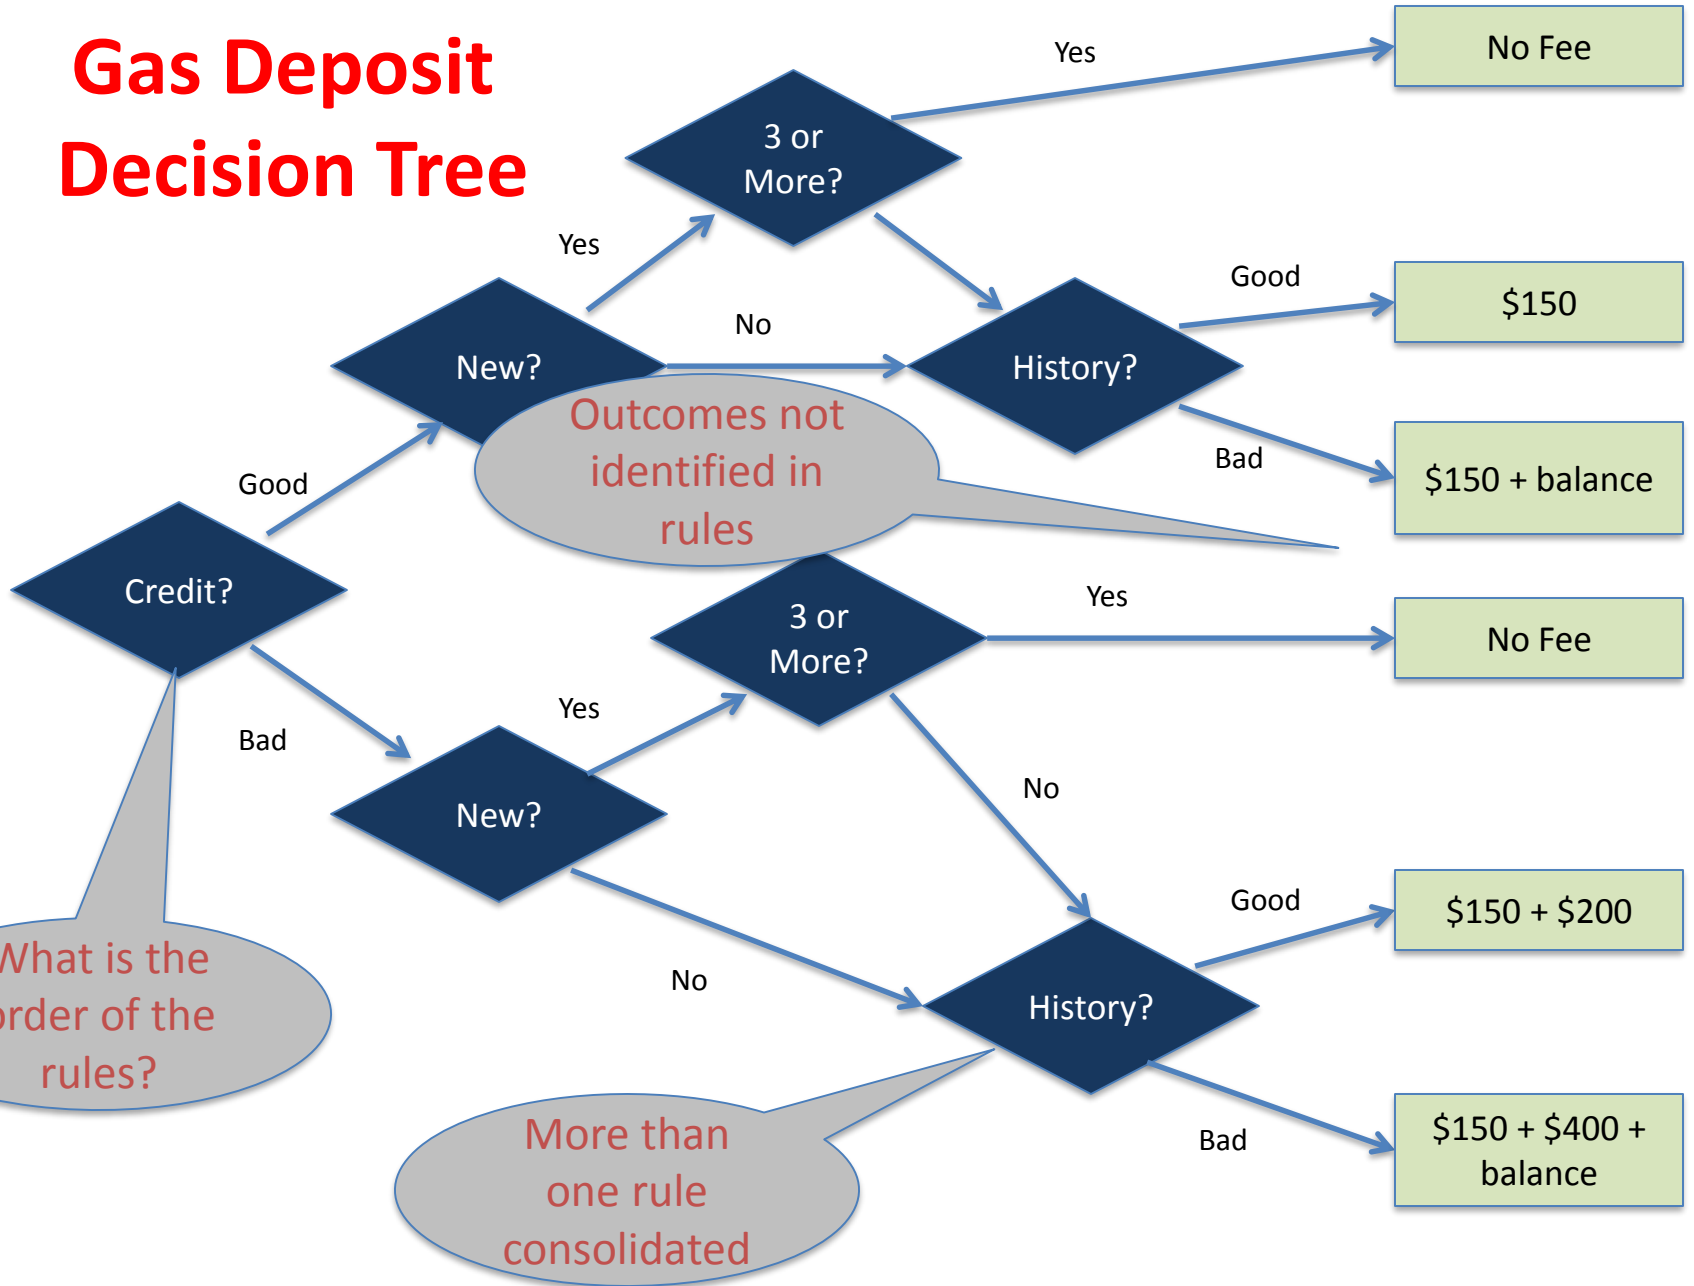 Gas Deposit
Decision Tree
Yes
No Fee
3 or
More?
Yes
Good
$150
No
New?
History?
Outcomes not
identified in
rules
Bad
$150 + balance
Good
Credit?
3 or
More?
Yes
No Fee
Bad
Yes
New?
No
Good
$150 + $200
What is the
order of the
rules?
No
History?
More than
one rule
consolidated
Bad
$150 + $400 +
balance